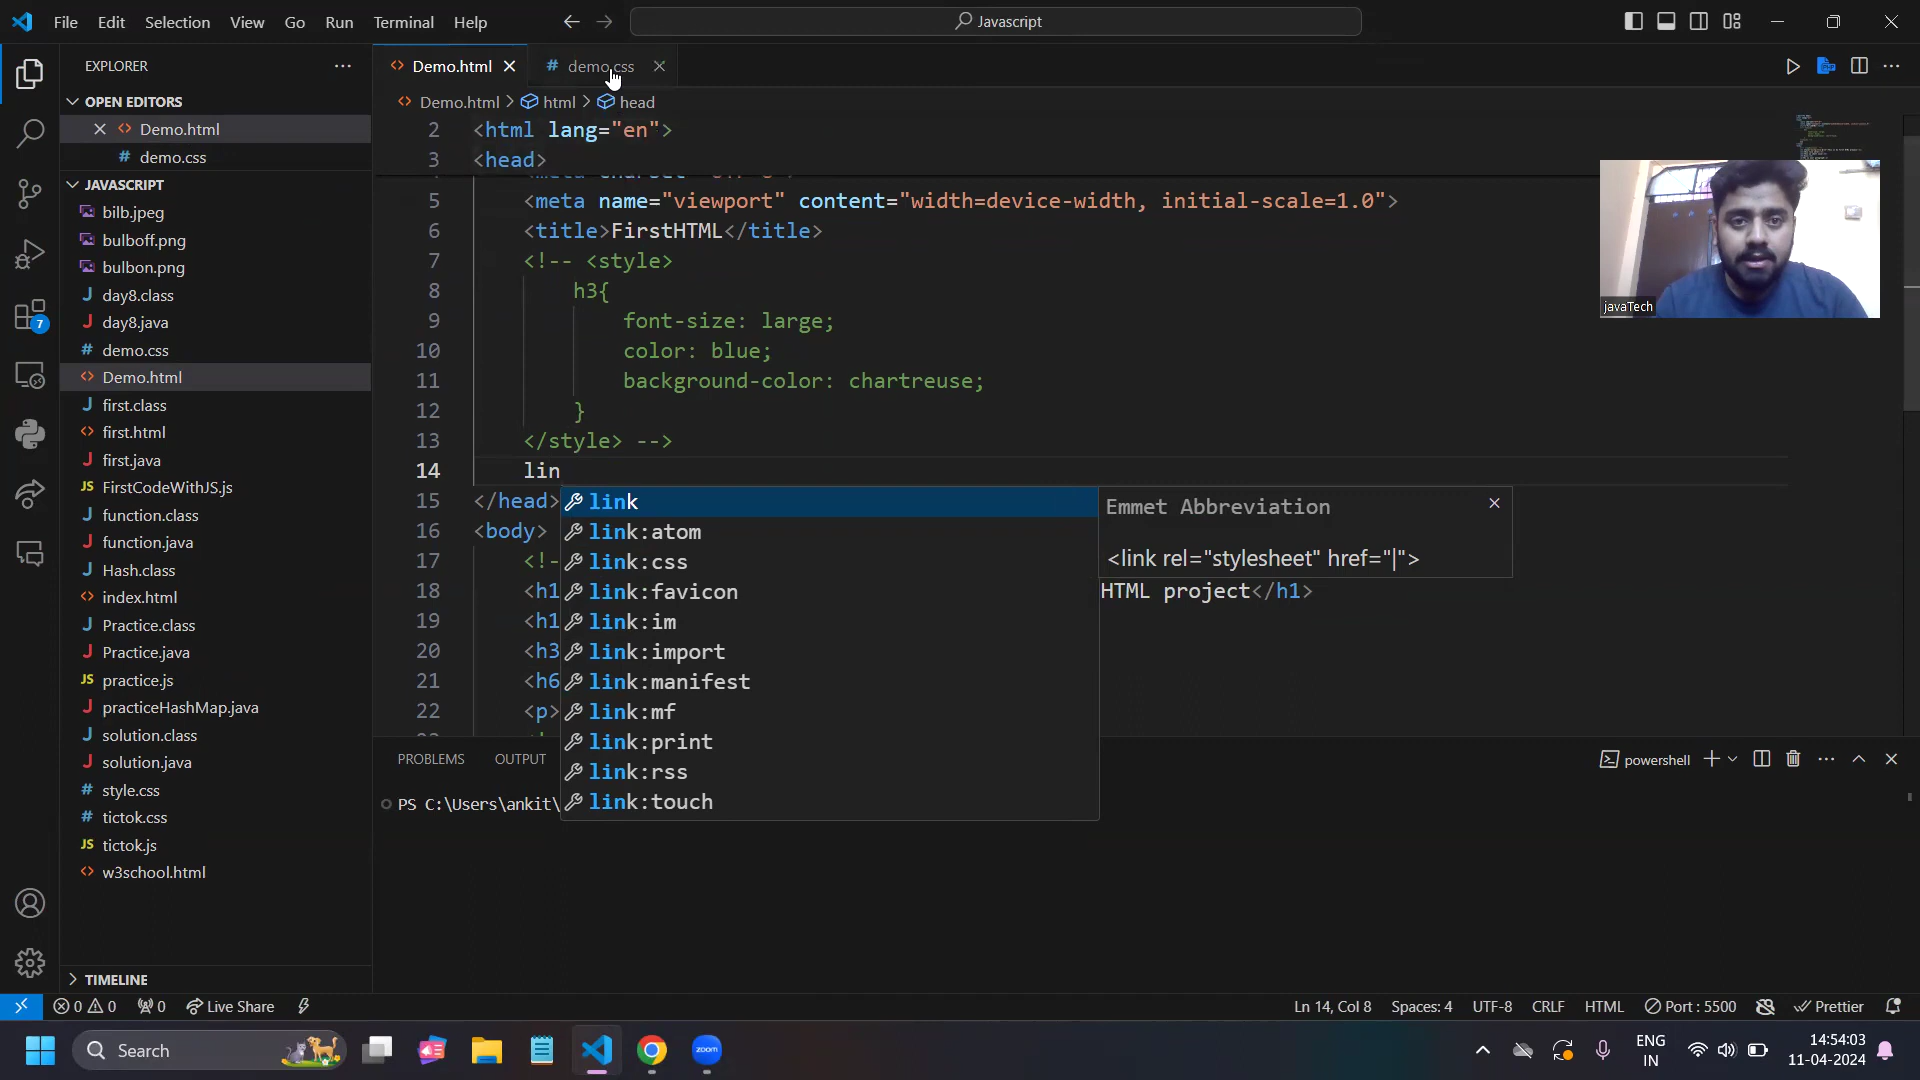 File Edit Selection View Go Run Terminal Help
Javascript
EXPLORER
OPEN EDITORS
Demo.html
demo.css
JAVASCRIPT
bilb.jpeg
bulboff.png
bulbon.png
day8.class
day8.java
demo.css
Demo.html
first.class
first.html
first.java
FirstCodeWithJS.js
function.class
function.java
Hash.class
index.html
Practice.class
Practice.java
practice.js
practiceHashMap.java
solution.class
solution.java
style.css
tictok.css
tictok.js
w3school.html
TIMELINE
7
Demo.html demo.css
Demo.html > html > head
2 <html lang="en">
3 <head>
5 <meta name="viewport" content="width=device-width, initial-scale=1.0">
6 <title>FirstHTML</title>
7 <!-- <style>
8 h3{
9 font-size: large;
10 color: blue;
11 background-color: chartreuse;
12 }
13 </style> -->
14 lin
15 </head>
16 <body>
17 <!-
18 <h1 HTML project</h1>
19 <h1
20 <h3
21 <h6
22 <p>
link
link:atom
link:css
link:favicon
link:im
link:import
link:manifest
link:mf
link:print
link:rss
link:touch
Emmet Abbreviation
<link rel="stylesheet" href="|">
javaTech
PROBLEMS OUTPUT
powershell
PS C:\Users\ankit\
0 0 0 Live Share
Ln 14, Col 8 Spaces: 4 UTF-8 CRLF HTML Port : 5500 Prettier
Search
zoom
ENG
IN
14:54:03
11-04-2024